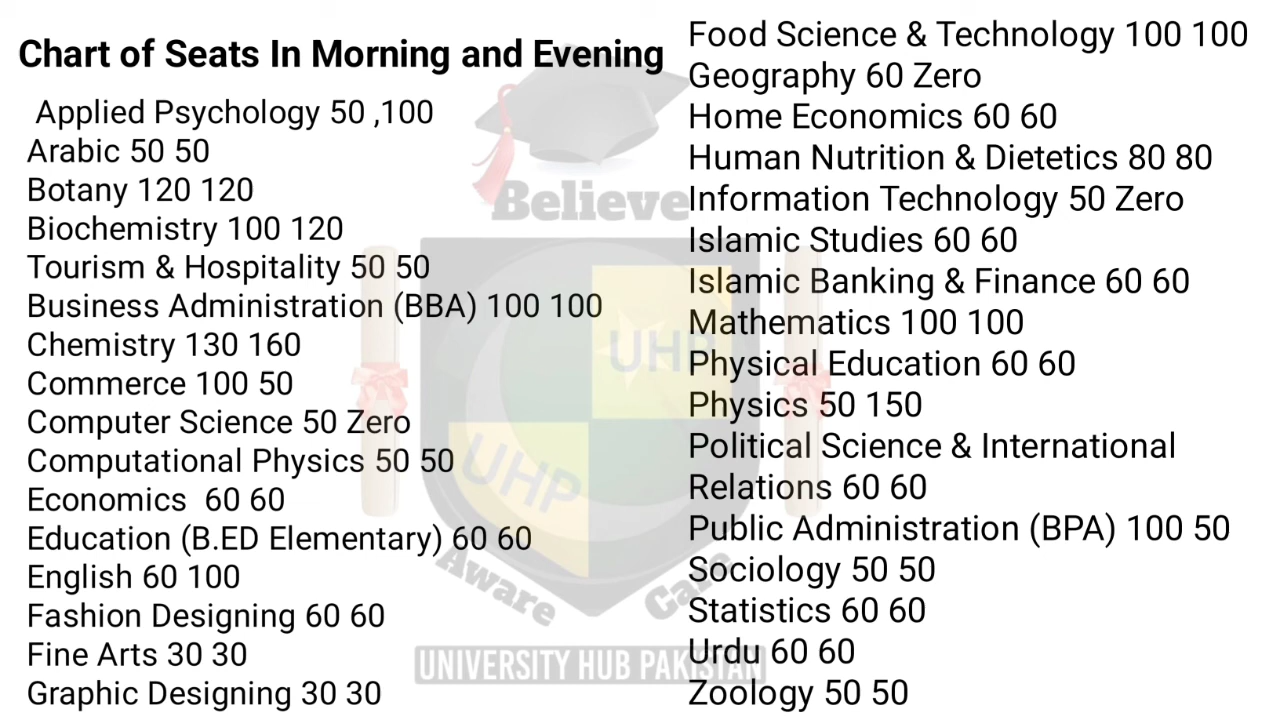 Chart of Seats In Morning and Evening
Applied Psychology 50 ,100
Arabic 50 50
Botany 120 120
Biochemistry 100 120
Tourism & Hospitality 50 50
Business Administration (BBA) 100 100
Chemistry 130 160
Commerce 100 50
Computer Science 50 Zero
Computational Physics 50 50
Economics 60 60
Education (B.ED Elementary) 60 60
English 60 100
Fashion Designing 60 60
Fine Arts 30 30
Graphic Designing 30 30
Food Science & Technology 100 100
Geography 60 Zero
Home Economics 60 60
Human Nutrition & Dietetics 80 80
Information Technology 50 Zero
Islamic Studies 60 60
Islamic Banking & Finance 60 60
Mathematics 100 100
Physical Education 60 60
Physics 50 150
Political Science & International
Relations 60 60
Public Administration (BPA) 100 50
Sociology 50 50
Statistics 60 60
Urdu 60 60
Zoology 50 50
Believe
UHP
UHP
Aware
Care
UNIVERSITY HUB PAKISTAN